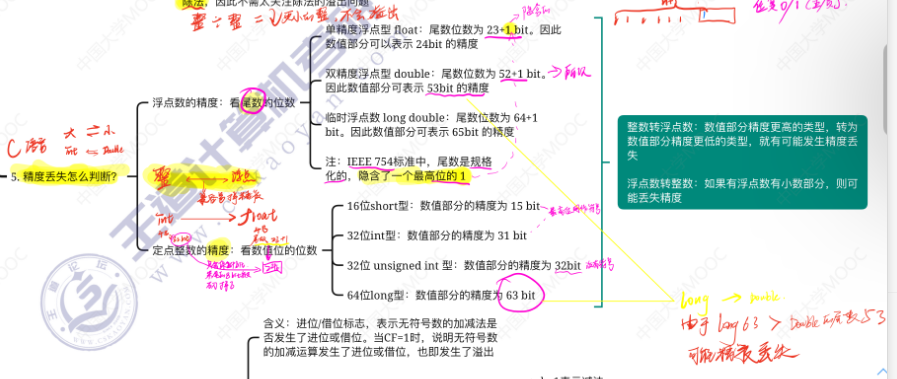 除法，因此不需太关注除法的溢出问题
单精度浮点型 float：尾数位数为 23+1 bit。因此
数值部分可以表示 24bit 的精度
双精度浮点型 double：尾数位数为 52+1 bit。
因此数值部分可表示 53bit 的精度
临时浮点数 long double：尾数位数为 64+1
bit。因此数值部分可表示 65bit 的精度
注：IEEE 754标准中，尾数是规格
化的，隐含了一个最高位的 1
浮点数的精度：看尾数的位数
C语言
大 ⇌ 小
5. 精度丢失怎么判断？
int
float
16位short型：数值部分的精度为 15 bit
32位int型：数值部分的精度为 31 bit
32位 unsigned int 型：数值部分的精度为 32bit
64位long型：数值部分的精度为 63 bit
定点整数的精度：看数值位的位数
整数转浮点数：数值部分精度更高的类型，转为
数值部分精度更低的类型，就有可能发生精度丢
失
浮点数转整数：如果有浮点数有小数部分，则可
能丢失精度
long → Double
由于 long 63 > Double 尾数 53
可能精度丢失
含义：进位/借位标志，表示无符号数的加减法是
否发生了进位或借位。当CF=1时，说明无符号数
的加减运算发生了进位或借位，也即发生了溢出
王道计算机考
中国大学MOOC